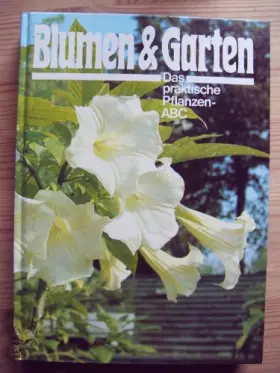 Blumen & Garten
Das
praktische
Pflanzen-
ABC